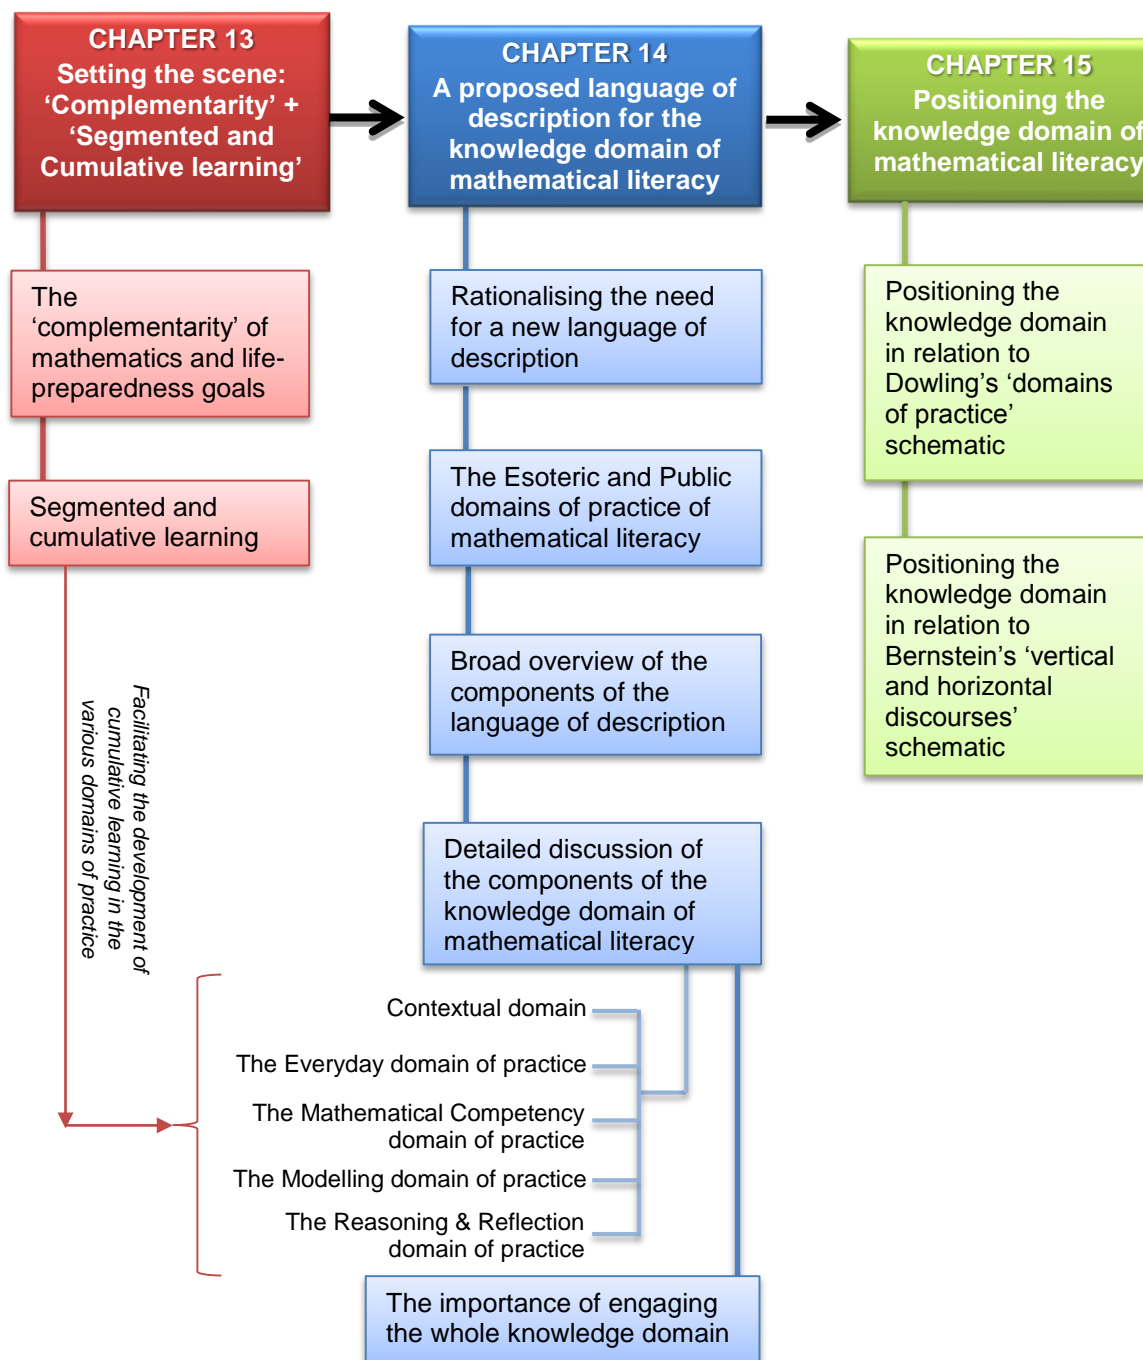 CHAPTER 13
Setting the scene:
‘Complementarity’ +
‘Segmented and
Cumulative learning’
The
‘complementarity’ of
mathematics and life-
preparedness goals
Segmented and
cumulative learning
Facilitating the development of
cumulative learning in the
various domains of practice
CHAPTER 14
A proposed language of
description for the
knowledge domain of
mathematical literacy
Rationalising the need
for a new language of
description
The Esoteric and Public
domains of practice of
mathematical literacy
Broad overview of the
components of the
language of description
Detailed discussion of
the components of the
knowledge domain of
mathematical literacy
Contextual domain
The Everyday domain of practice
The Mathematical Competency
domain of practice
The Modelling domain of practice
The Reasoning & Reflection
domain of practice
The importance of engaging
the whole knowledge domain
CHAPTER 15
Positioning the
knowledge domain of
mathematical literacy
Positioning the
knowledge domain
in relation to
Dowling’s ‘domains
of practice’
schematic
Positioning the
knowledge domain
in relation to
Bernstein’s ‘vertical
and horizontal
discourses’
schematic